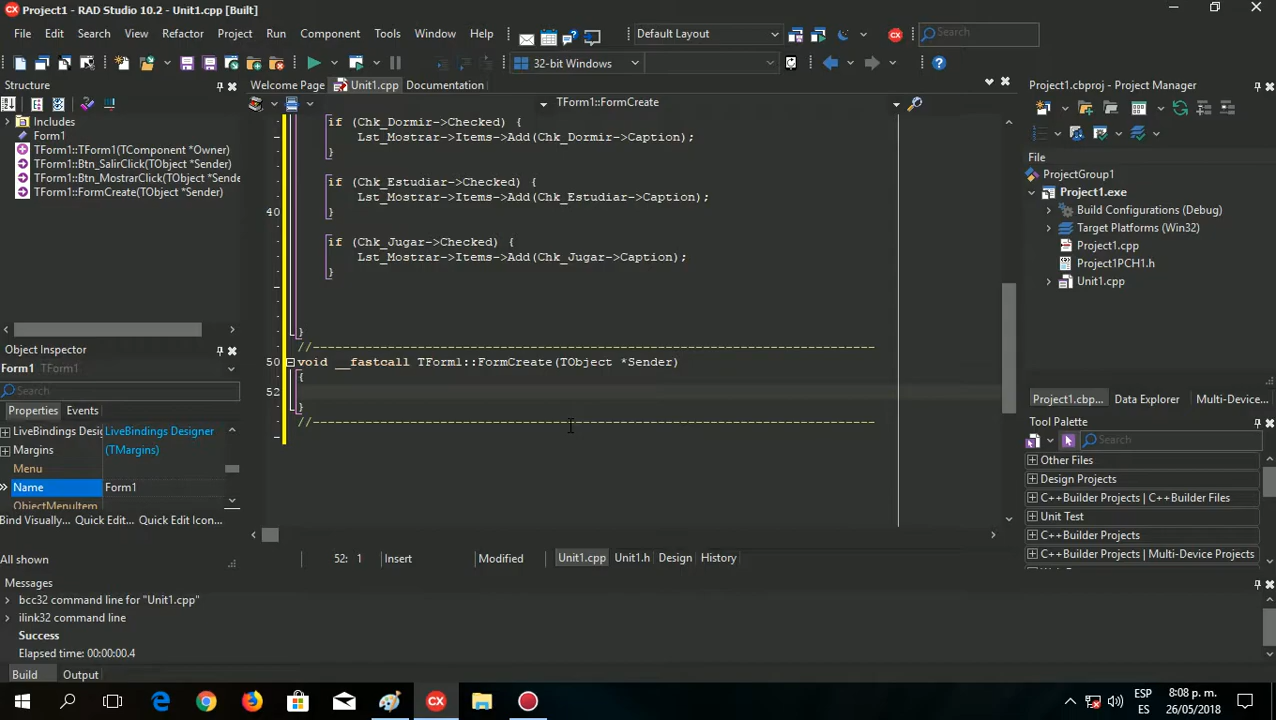 Project1 - RAD Studio 10.2 - Unit1.cpp [Built]
File Edit Search View Refactor Project Run Component Tools Window Help
Default Layout
Search
32-bit Windows
Structure
Welcome Page Unit1.cpp Documentation
Project1.cbproj - Project Manager
TForm1::FormCreate
Includes
Form1
TForm1::TForm1(TComponent *Owner)
TForm1::Btn_SalirClick(TObject *Sender)
TForm1::Btn_MostrarClick(TObject *Sende
TForm1::FormCreate(TObject *Sender)
if (Chk_Dormir->Checked) {
Lst_Mostrar->Items->Add(Chk_Dormir->Caption);
}
if (Chk_Estudiar->Checked) {
Lst_Mostrar->Items->Add(Chk_Estudiar->Caption);
40 }
if (Chk_Jugar->Checked) {
Lst_Mostrar->Items->Add(Chk_Jugar->Caption);
}
}
//---------------------------------------------------------------------------
50 void __fastcall TForm1::FormCreate(TObject *Sender)
{
52
}
//---------------------------------------------------------------------------
File
ProjectGroup1
Project1.exe
Build Configurations (Debug)
Target Platforms (Win32)
Project1.cpp
Project1PCH1.h
Unit1.cpp
Object Inspector
Form1 TForm1
Search
Properties Events
LiveBindings Desig LiveBindings Designer
Margins (TMargins)
Menu
Name Form1
ObjectMenuItem
Bind Visually... Quick Edit... Quick Edit Icon...
All shown
52: 1 Insert Modified Unit1.cpp Unit1.h Design History
Project1.cbp... Data Explorer Multi-Device...
Tool Palette
Search
Other Files
Design Projects
C++Builder Projects | C++Builder Files
Unit Test
C++Builder Projects
C++Builder Projects | Multi-Device Projects
Messages
bcc32 command line for "Unit1.cpp"
ilink32 command line
Success
Elapsed time: 00:00:00.4
Build Output
CX
ESP
ES
8:08 p. m.
26/05/2018